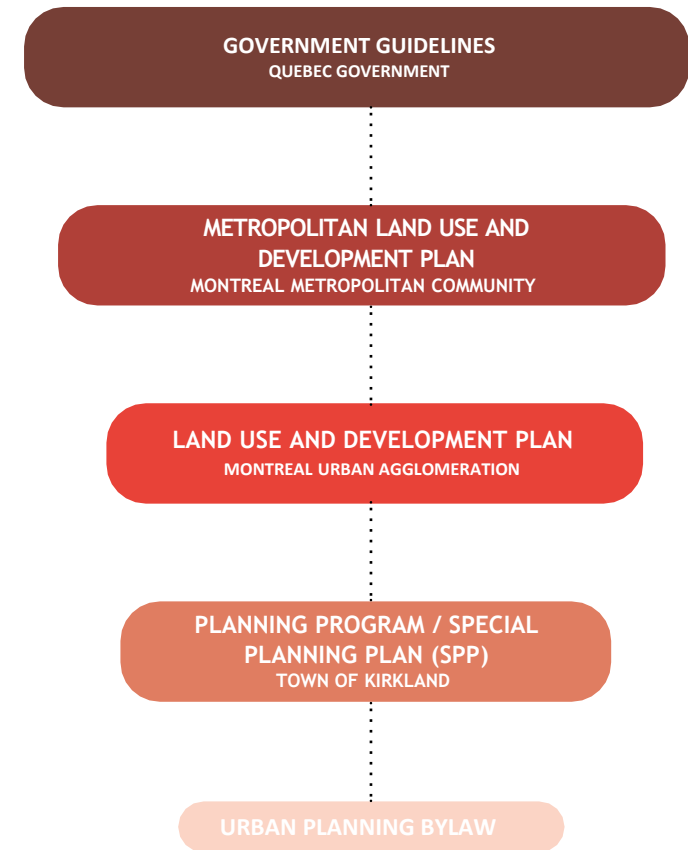 GOVERNMENT GUIDELINES
QUEBEC GOVERNMENT
METROPOLITAN LAND USE AND
DEVELOPMENT PLAN
MONTREAL METROPOLITAN COMMUNITY
LAND USE AND DEVELOPMENT PLAN
MONTREAL URBAN AGGLOMERATION
PLANNING PROGRAM / SPECIAL
PLANNING PLAN (SPP)
TOWN OF KIRKLAND
URBAN PLANNING BYLAW